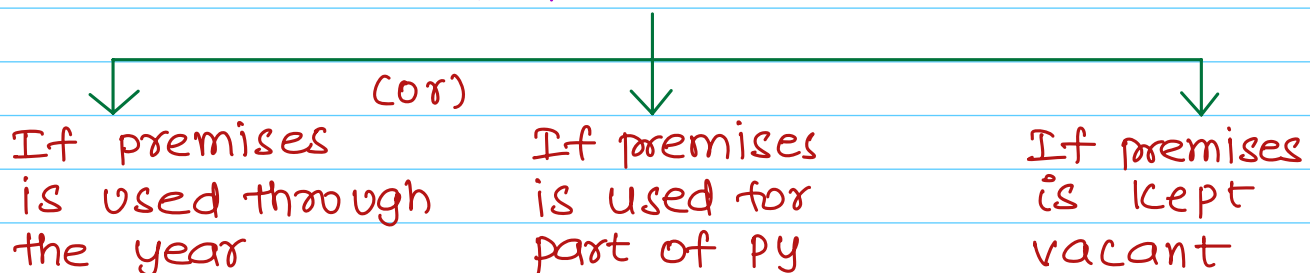 (or)
If premises
is used through
the year
If premises
is used for
part of PY
If premises
is kept
vacant